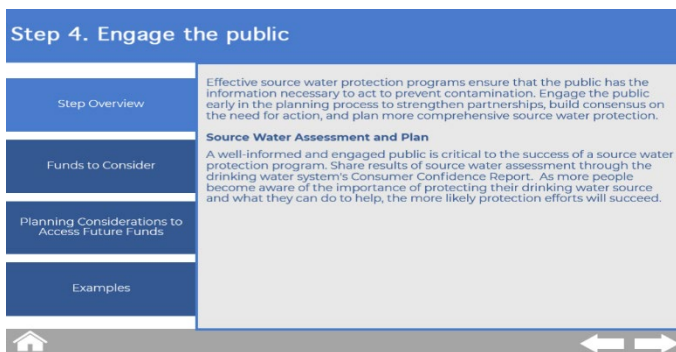 Step 4. Engage the public
Step Overview
Funds to Consider
Planning Considerations to
Access Future Funds
Examples
Effective source water protection programs ensure that the public has the
information necessary to act to prevent contamination. Engage the public
early in the planning process to strengthen partnerships, build consensus on
the need for action, and plan more comprehensive source water protection.
Source Water Assessment and Plan
A well-informed and engaged public is critical to the success of a source water
protection program. Share results of source water assessment through the
drinking water system's Consumer Confidence Report. As more people
become aware of the importance of protecting their drinking water source
and what they can do to help, the more likely protection efforts will succeed.